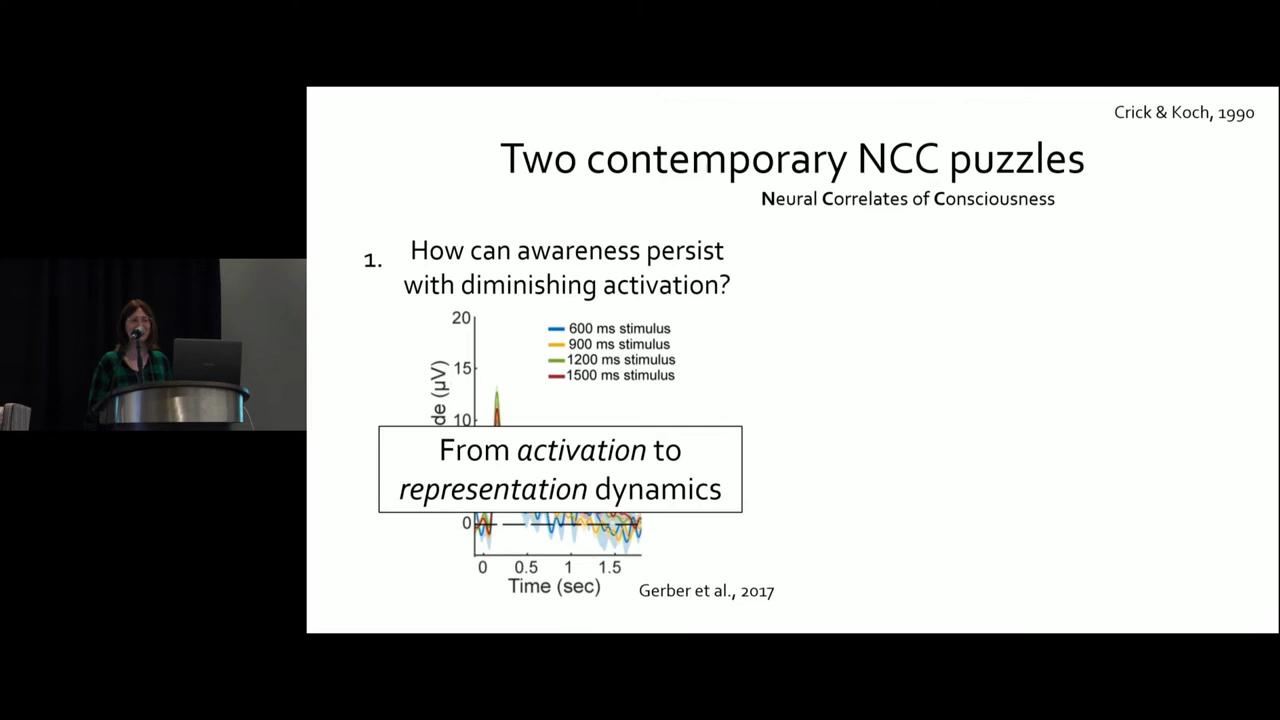 Crick & Koch, 1990
Two contemporary NCC puzzles
Neural Correlates of Consciousness
1. How can awareness persist
with diminishing activation?
20
15
10
0
de (µV)
600 ms stimulus
900 ms stimulus
1200 ms stimulus
1500 ms stimulus
From activation to
representation dynamics
0 0.5 1 1.5
Time (sec)
Gerber et al., 2017